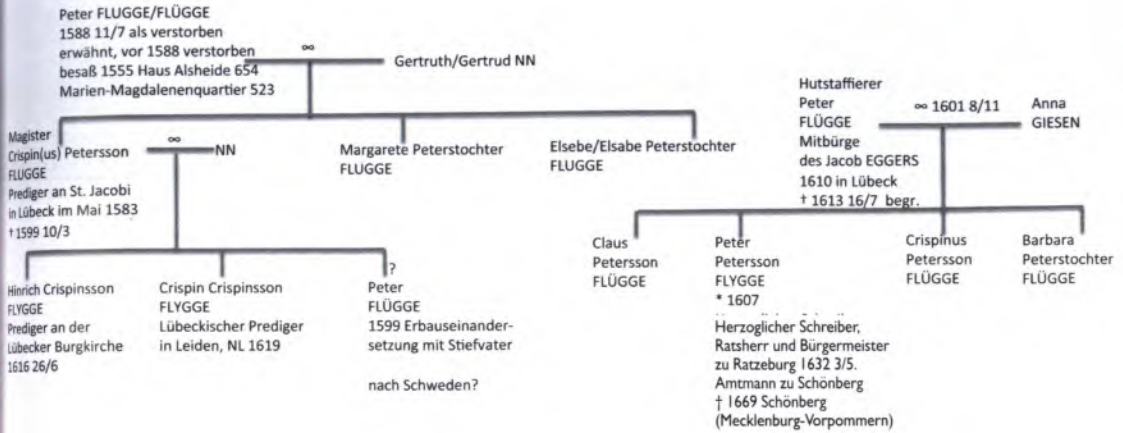 Peter FLUGGE/FLÜGGE
1588 11/7 als verstorben
erwähnt, vor 1588 verstorben
besaß 1555 Haus Alsheide 654
Marien-Magdalenenquartier 523
∞
Gertruth/Gertrud NN
Magister
Crispin(us) Petersson
FLUGGE
Prediger an St. Jacobi
in Lübeck im Mai 1583
† 1599 10/3
∞
NN
Margarete Peterstochter
FLUGGE
Elsebe/Elsabe Peterstochter
FLUGGE
Hutstaffierer
Peter
FLÜGGE
Mitbürge
des Jacob EGGERS
1610 in Lübeck
† 1613 16/7 begr.
∞ 1601 8/11
Anna
GIESEN
Hinrich Crispinsson
FLYGGE
Prediger an der
Lübecker Burgkirche
1616 26/6
Crispin Crispinsson
FLYGGE
Lübeckischer Prediger
in Leiden, NL 1619
?
Peter
FLÜGGE
1599 Erbauseinander-
setzung mit Stiefvater
nach Schweden?
Claus
Petersson
FLÜGGE
Peter
Petersson
FLYGGE
* 1607
Herzoglicher Schreiber,
Ratsherr und Bürgermeister
zu Ratzeburg 1632 3/5.
Amtmann zu Schönberg
† 1669 Schönberg
(Mecklenburg-Vorpommern)
Crispinus
Petersson
FLÜGGE
Barbara
Peterstochter
FLÜGGE